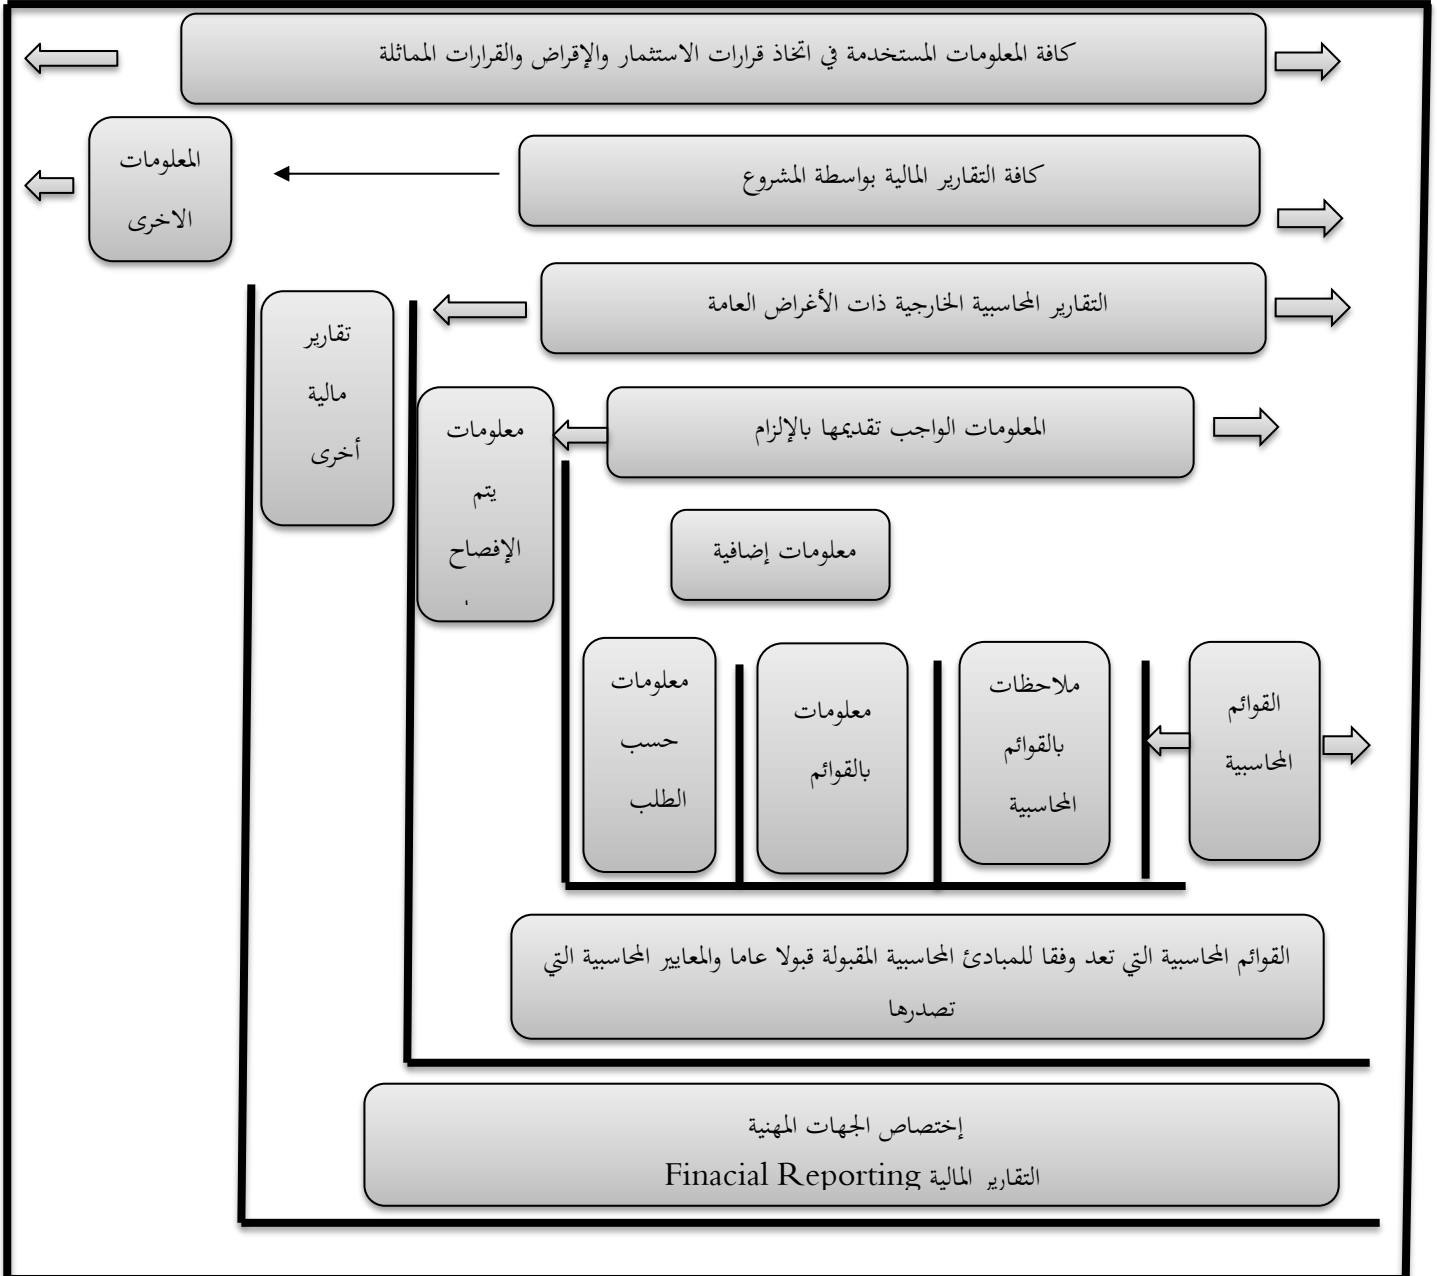 كافة المعلومات المستخدمة في اتخاذ قرارات الاستثمار والإقراض والقرارات المماثلة
كافة التقارير المالية بواسطة المشروع
المعلومات
الاخرى
التقارير المحاسبية الخارجية ذات الأغراض العامة
تقارير
مالية
أخرى
المعلومات الواجب تقديمها بالإلزام
معلومات
يتم
الإفصاح
معلومات إضافية
القوائم
المحاسبية
ملاحظات
بالقوائم
المحاسبية
معلومات
بالقوائم
معلومات
حسب
الطلب
القوائم المحاسبية التي تعد وفقا للمبادئ المحاسبية المقبولة قبولا عاما والمعايير المحاسبية التي
تصدرها
إختصاص الجهات المهنية
التقارير المالية Finacial Reporting